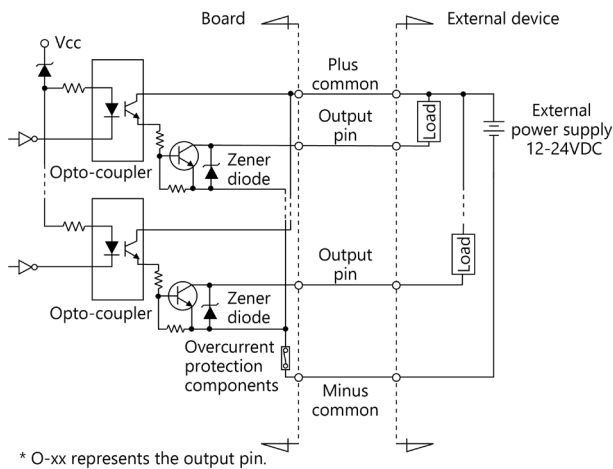 Board
External device
Vcc
Plus
common
Output
pin
Load
External
power supply
12-24VDC
Opto-coupler
Zener
diode
Output
pin
Load
Opto-coupler
Zener
diode
Overcurrent
protection
components
Minus
common
* O-xx represents the output pin.